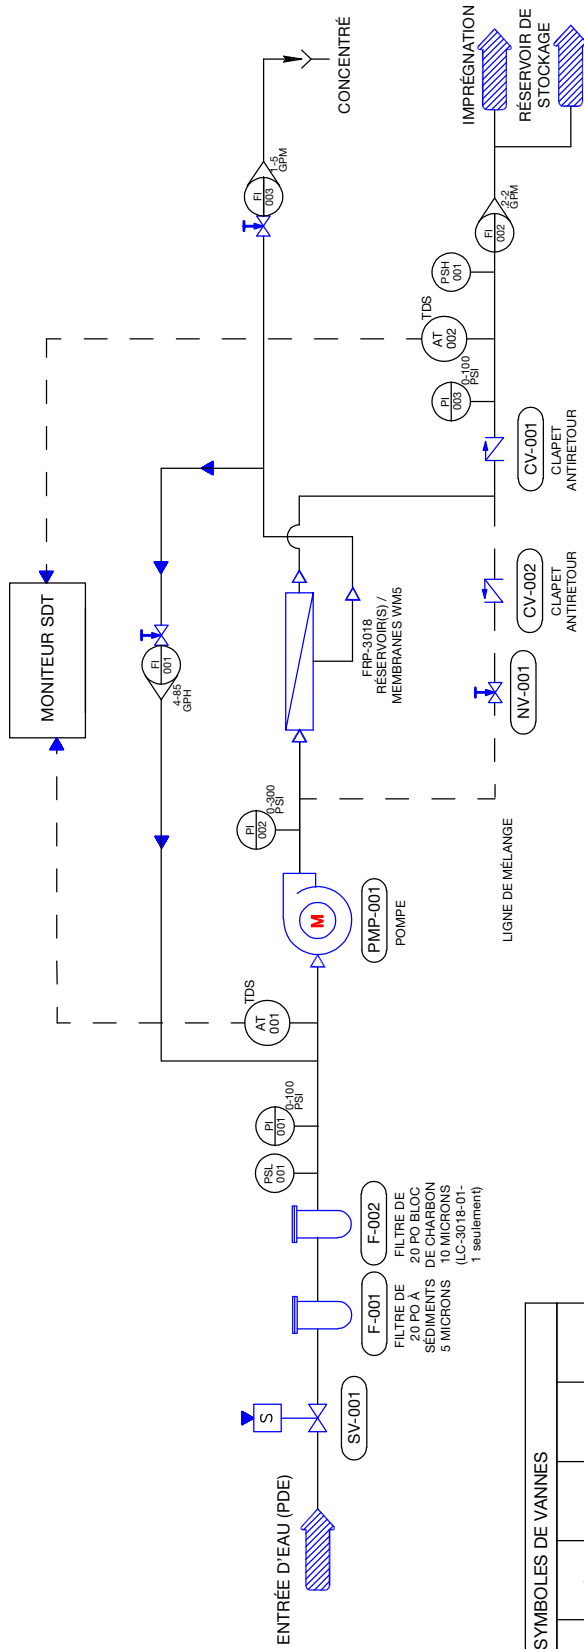 ENTRÉE D'EAU (PDE)
S
SV-001
F-001
FILTRE DE
20 PO À
SÉDIMENTS
5 MICRONS
F-002
FILTRE DE
20 PO BLOC
DE CHARBON
10 MICRONS
(LC-3018-01-
1 seulement)
PSL
001
PI
001
0-100
PSI
AT
001
TDS
M
PMP-001
POMPE
PI
002
0-300
PSI
FI
001
4-85
GPH
MONITEUR SDT
FRP-3018
RÉSERVOIR(S) /
MEMBRANES WM5
LIGNE DE MÉLANGE
NV-001
CV-002
CLAPET
ANTIRETOUR
CV-001
CLAPET
ANTIRETOUR
PI
003
0-100
PSI
AT
002
TDS
PSH
001
FI
002
.2-2
GPM
FI
003
1-5
GPM
CONCENTRÉ
IMPRÉGNATION
RÉSERVOIR DE
STOCKAGE
SYMBOLES DE VANNES